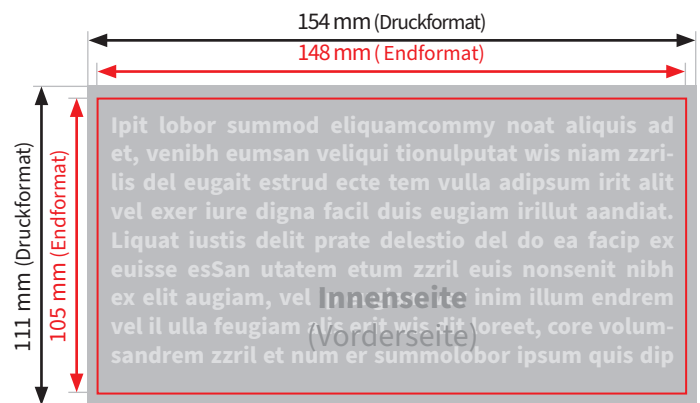 154 mm (Druckformat)
148 mm ( Endformat)
111 mm (Druckformat)
105 mm (Endformat)
Ipit lobor summod eliquamcommy noat aliquis ad
et, venibh eumsan veliqui tionulputat wis niam zzri-
lis del eugait estrud ecte tem vulla adipsum irit alit
vel exer iure digna facil duis eugiam irillut aandiat.
Liquat iustis delit prate delestio del do ea facip ex
euisse esSan utatem etum zzril euis nonsenit nibh
ex elit augiam, vel inim illum endrem
Innenseite
vel il ulla feugiam alis erit wis dit loreet, core volum-
(Vorderseite)
sandrem zzril et num er summolobor ipsum quis dip